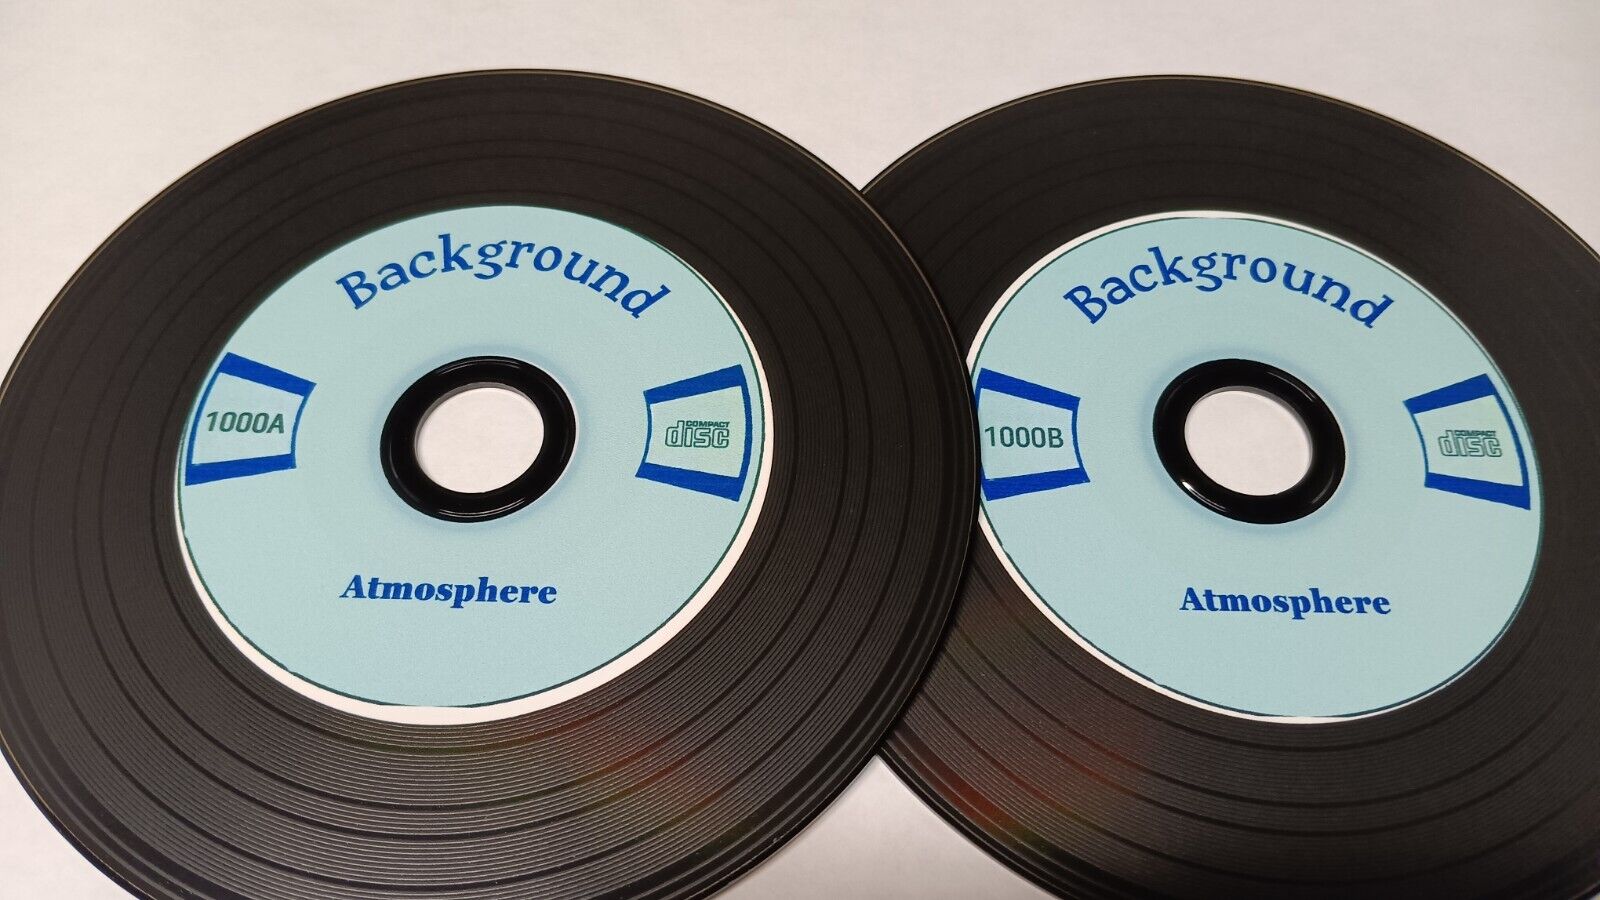 Background
1000A
COMPACT
disc
Atmosphere
Background
1000B
COMPACT
disc
Atmosphere